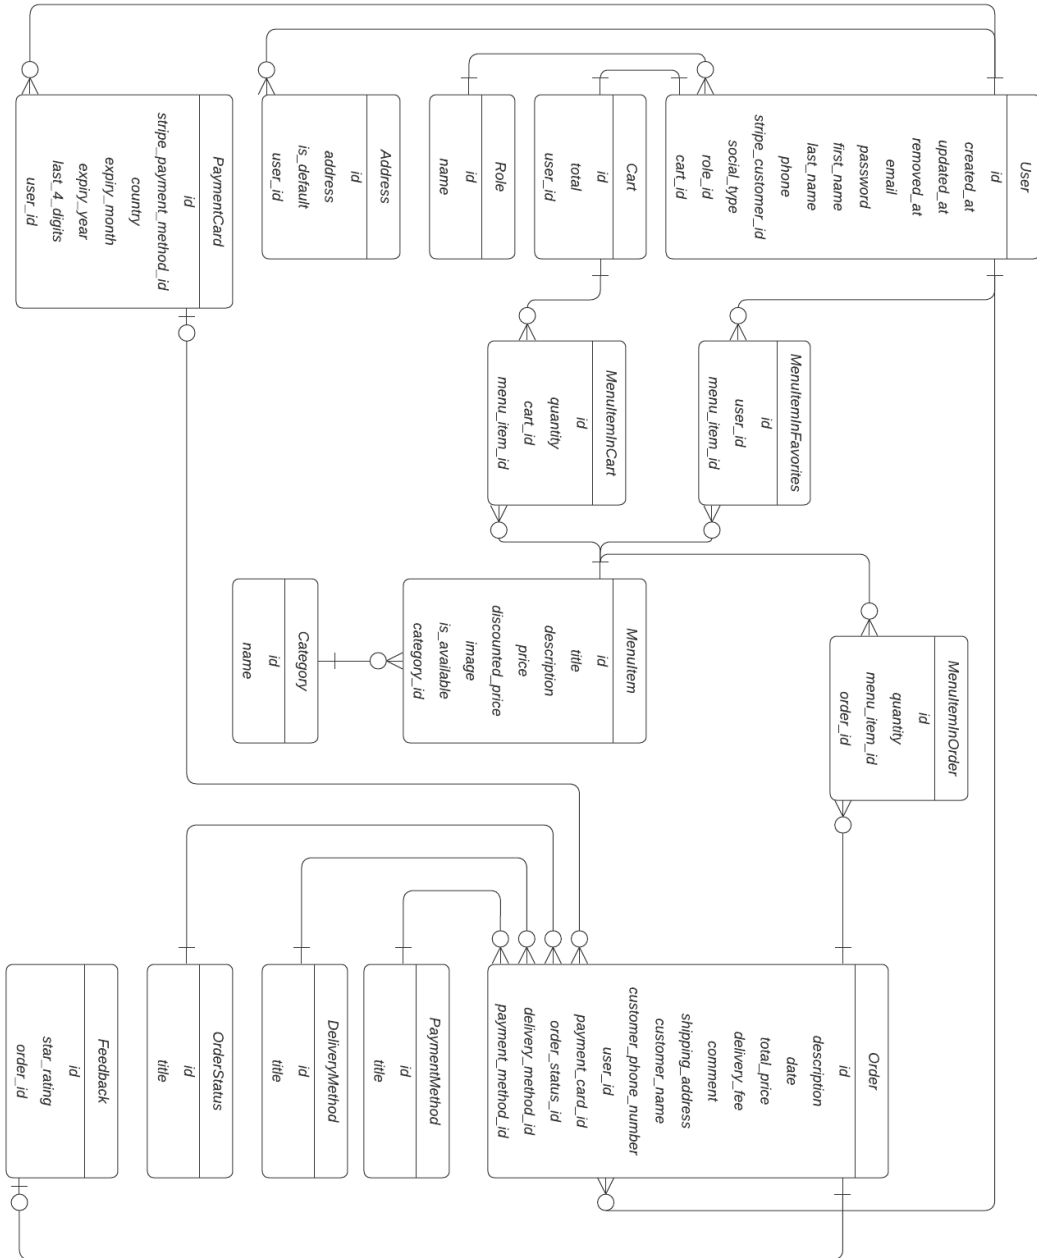 User
id
created_at
updated_at
removed_at
email
password
first_name
last_name
phone
stripe_customer_id
social_type
role_id
cart_id
Cart
id
total
user_id
Role
id
name
Address
id
address
is_default
user_id
PaymentCard
id
stripe_payment_method_id
country
expiry_month
expiry_year
last_4_digits
user_id
MenuItemInFavorites
id
user_id
menu_item_id
MenuItemInCart
id
quantity
cart_id
menu_item_id
MenuItemInOrder
id
quantity
menu_item_id
order_id
MenuItem
id
title
description
price
discounted_price
image
is_available
category_id
Category
id
name
Order
id
description
date
total_price
delivery_fee
comment
shipping_address
customer_name
customer_phone_number
user_id
payment_card_id
order_status_id
delivery_method_id
payment_method_id
PaymentMethod
id
title
DeliveryMethod
id
title
OrderStatus
id
title
Feedback
id
star_rating
order_id